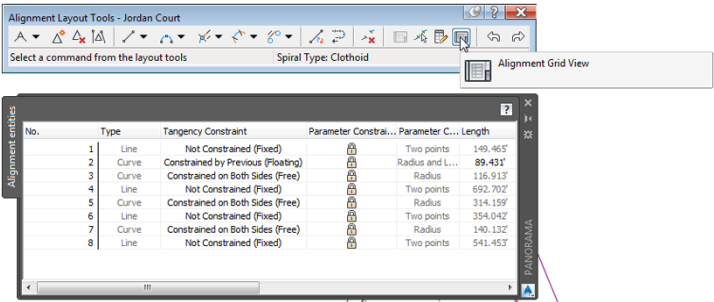 Alignment Layout Tools - Jordan Court
Select a command from the layout tools Spiral Type: Clothoid
Alignment Grid View
Alignment entities
No. Type Tangency Constraint Parameter Constrai... Parameter C... Length
1 Line Not Constrained (Fixed) Two points 149.465'
2 Curve Constrained by Previous (Floating) Radius and L... 89.431'
3 Curve Constrained on Both Sides (Free) Radius 116.913'
4 Line Not Constrained (Fixed) Two points 692.702'
5 Curve Constrained on Both Sides (Free) Radius 314.159'
6 Line Not Constrained (Fixed) Two points 354.042'
7 Curve Constrained on Both Sides (Free) Radius 140.132'
8 Line Not Constrained (Fixed) Two points 541.453'
PANORAMA